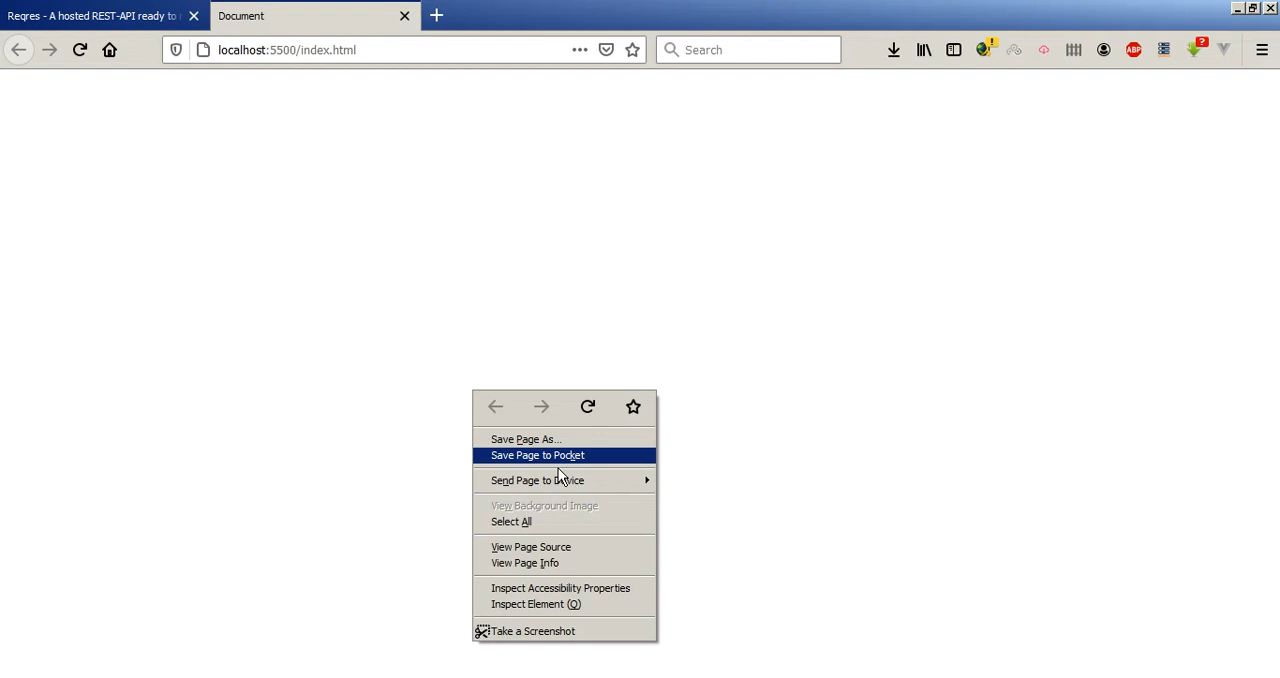 Reqres - A hosted REST-API ready to
Document
localhost:5500/index.html
Search
ABP
Save Page As...
Save Page to Pocket
Send Page to Device
View Background Image
Select All
View Page Source
View Page Info
Inspect Accessibility Properties
Inspect Element (Q)
Take a Screenshot